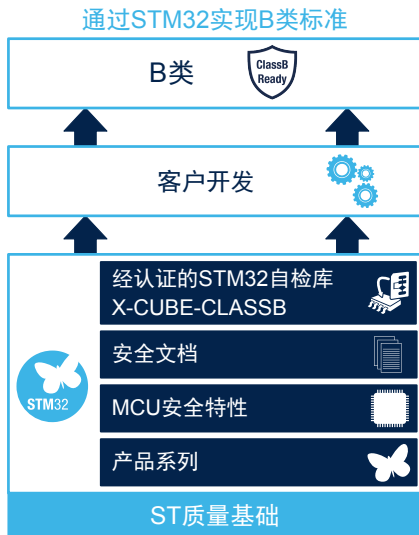 通过STM32实现B类标准
B类
ClassB
Ready
客户开发
经认证的STM32自检库
X-CUBE-CLASSB
安全文档
STM32
MCU安全特性
产品系列
ST质量基础